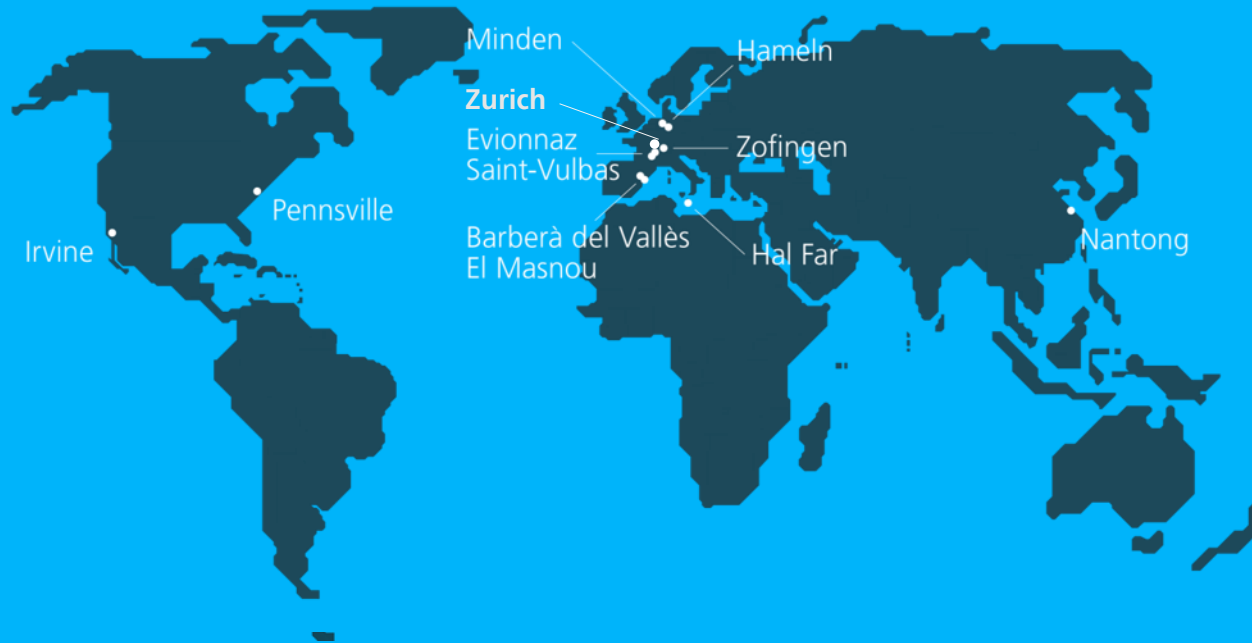 Minden
Hameln
Zurich
Evionnaz
Saint-Vulbas
Zofingen
Pennsville
Irvine
Barberà del Vallès
El Masnou
Hal Far
Nantong